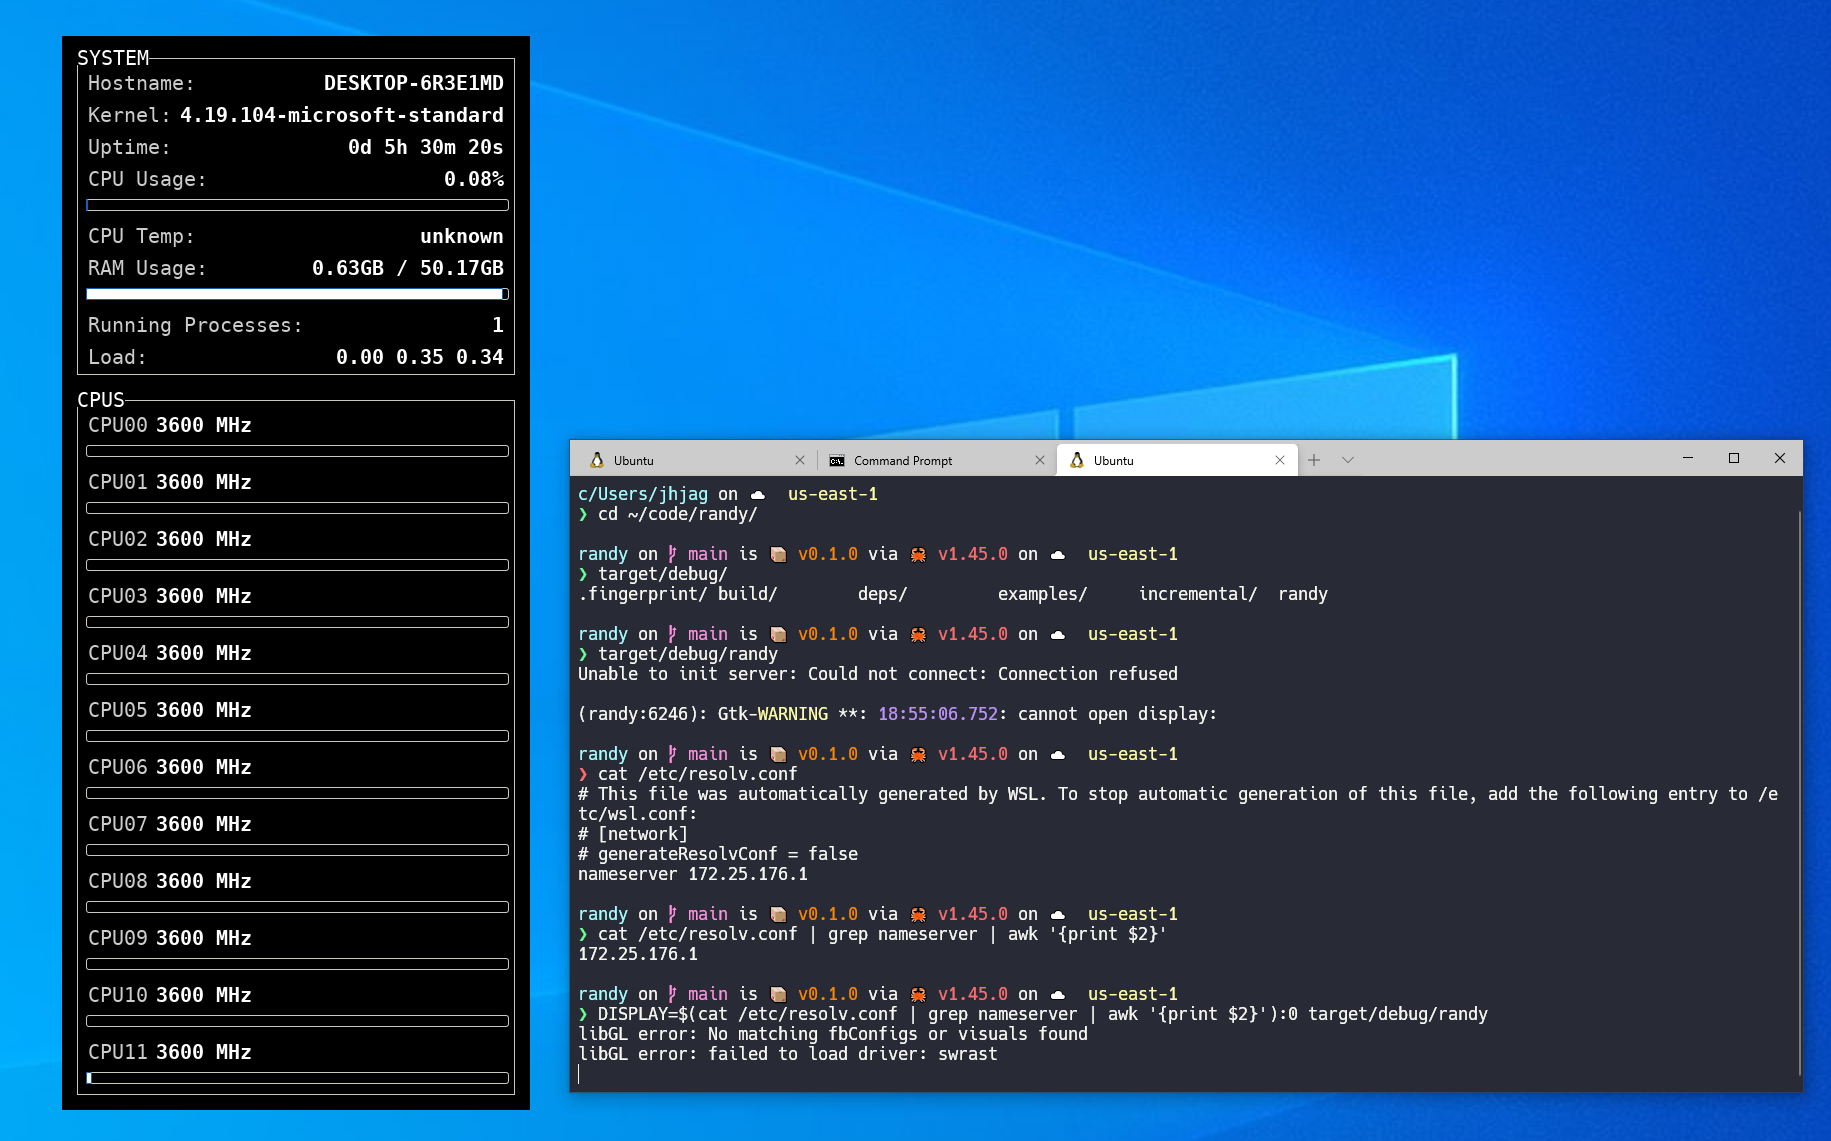 SYSTEM
Hostname: DESKTOP-6R3E1MD
Kernel: 4.19.104-microsoft-standard
Uptime: 0d 5h 30m 20s
CPU Usage: 0.08%
CPU Temp: unknown
RAM Usage: 0.63GB / 50.17GB
Running Processes: 1
Load: 0.00 0.35 0.34
CPUS
CPU00 3600 MHz
CPU01 3600 MHz
CPU02 3600 MHz
CPU03 3600 MHz
CPU04 3600 MHz
CPU05 3600 MHz
CPU06 3600 MHz
CPU07 3600 MHz
CPU08 3600 MHz
CPU09 3600 MHz
CPU10 3600 MHz
CPU11 3600 MHz
Ubuntu Command Prompt Ubuntu
c/Users/jhjag on ☁ us-east-1
❯ cd ~/code/randy/
randy on main is 📦 v0.1.0 via 🦀 v1.45.0 on ☁ us-east-1
❯ target/debug/
.fingerprint/ build/ deps/ examples/ incremental/ randy
randy on main is 📦 v0.1.0 via 🦀 v1.45.0 on ☁ us-east-1
❯ target/debug/randy
Unable to init server: Could not connect: Connection refused
(randy:6246): Gtk-WARNING **: 18:55:06.752: cannot open display:
randy on main is 📦 v0.1.0 via 🦀 v1.45.0 on ☁ us-east-1
❯ cat /etc/resolv.conf
# This file was automatically generated by WSL. To stop automatic generation of this file, add the following entry to /e
tc/wsl.conf:
# [network]
# generateResolvConf = false
nameserver 172.25.176.1
randy on main is 📦 v0.1.0 via 🦀 v1.45.0 on ☁ us-east-1
❯ cat /etc/resolv.conf | grep nameserver | awk '{print $2}'
172.25.176.1
randy on main is 📦 v0.1.0 via 🦀 v1.45.0 on ☁ us-east-1
❯ DISPLAY=$(cat /etc/resolv.conf | grep nameserver | awk '{print $2}'):0 target/debug/randy
libGL error: No matching fbConfigs or visuals found
libGL error: failed to load driver: swrast